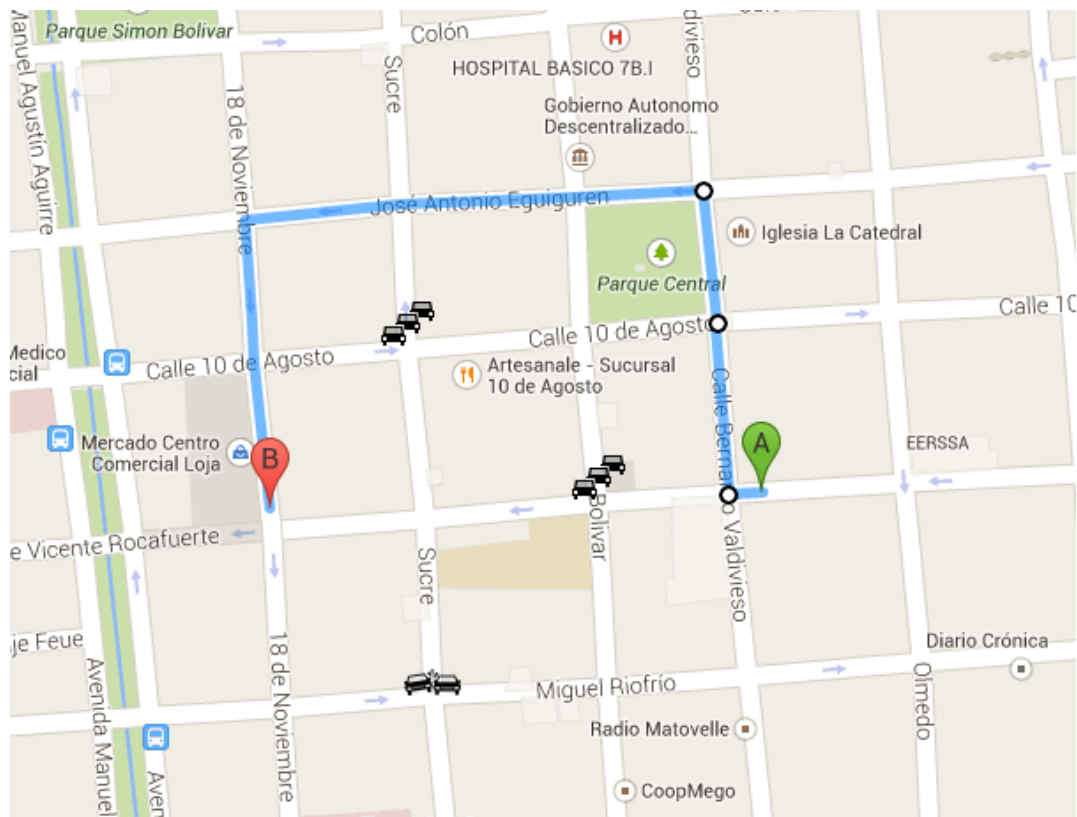 Parque Simon Bolivar
Colón
HOSPITAL BASICO 7B.I
Manuel Agustín Aguirre
18 de Noviembre
Sucre
Valdivieso
Gobierno Autonomo
Descentralizado...
José Antonio Eguiguren
Iglesia La Catedral
Parque Central
Calle 10
Calle 10 de Agosto
Calle 10 de Agosto
Medico
cial
Artesanale - Sucursal
10 de Agosto
Calle Bernardo Valdivieso
Mercado Centro
Comercial Loja
B
A
EERSSA
e Vicente Rocafuerte
Bolivar
Sucre
je Feue
18 de Noviembre
Avenida Manuel
Aven
Miguel Riofrío
Diario Crónica
Olmedo
Radio Matovelle
CoopMego